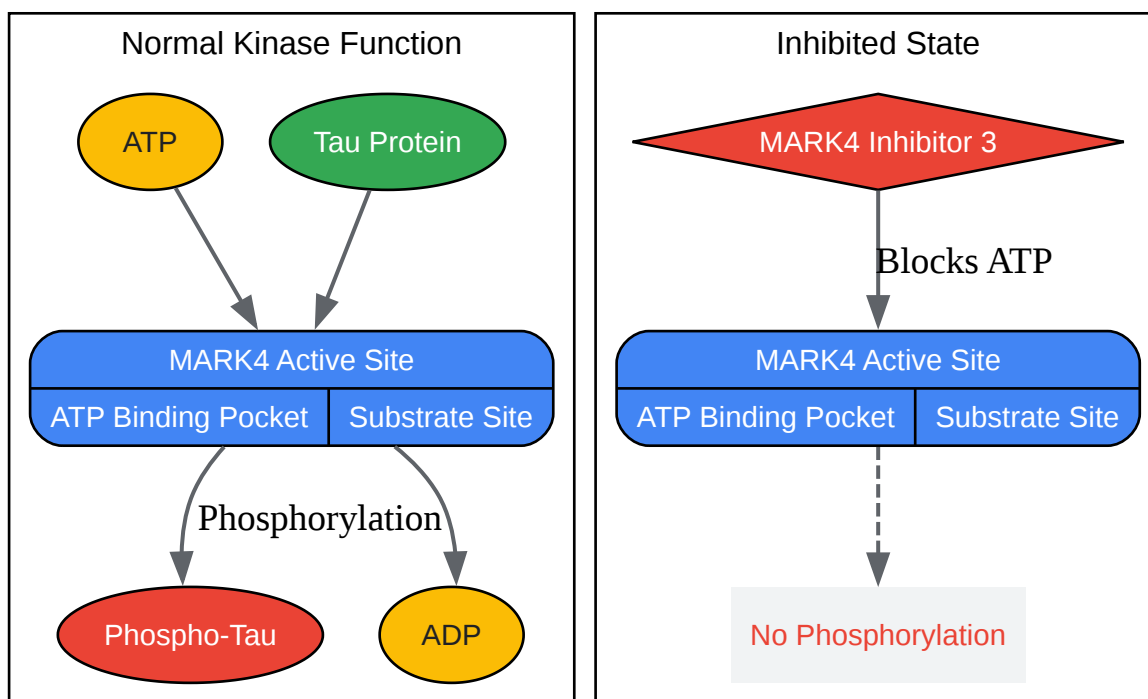 Normal Kinase Function
ATP
Tau Protein
MARK4 Active Site
ATP Binding Pocket
Substrate Site
Phosphorylation
Phospho-Tau
ADP
Inhibited State
MARK4 Inhibitor 3
Blocks ATP
MARK4 Active Site
ATP Binding Pocket
Substrate Site
No Phosphorylation